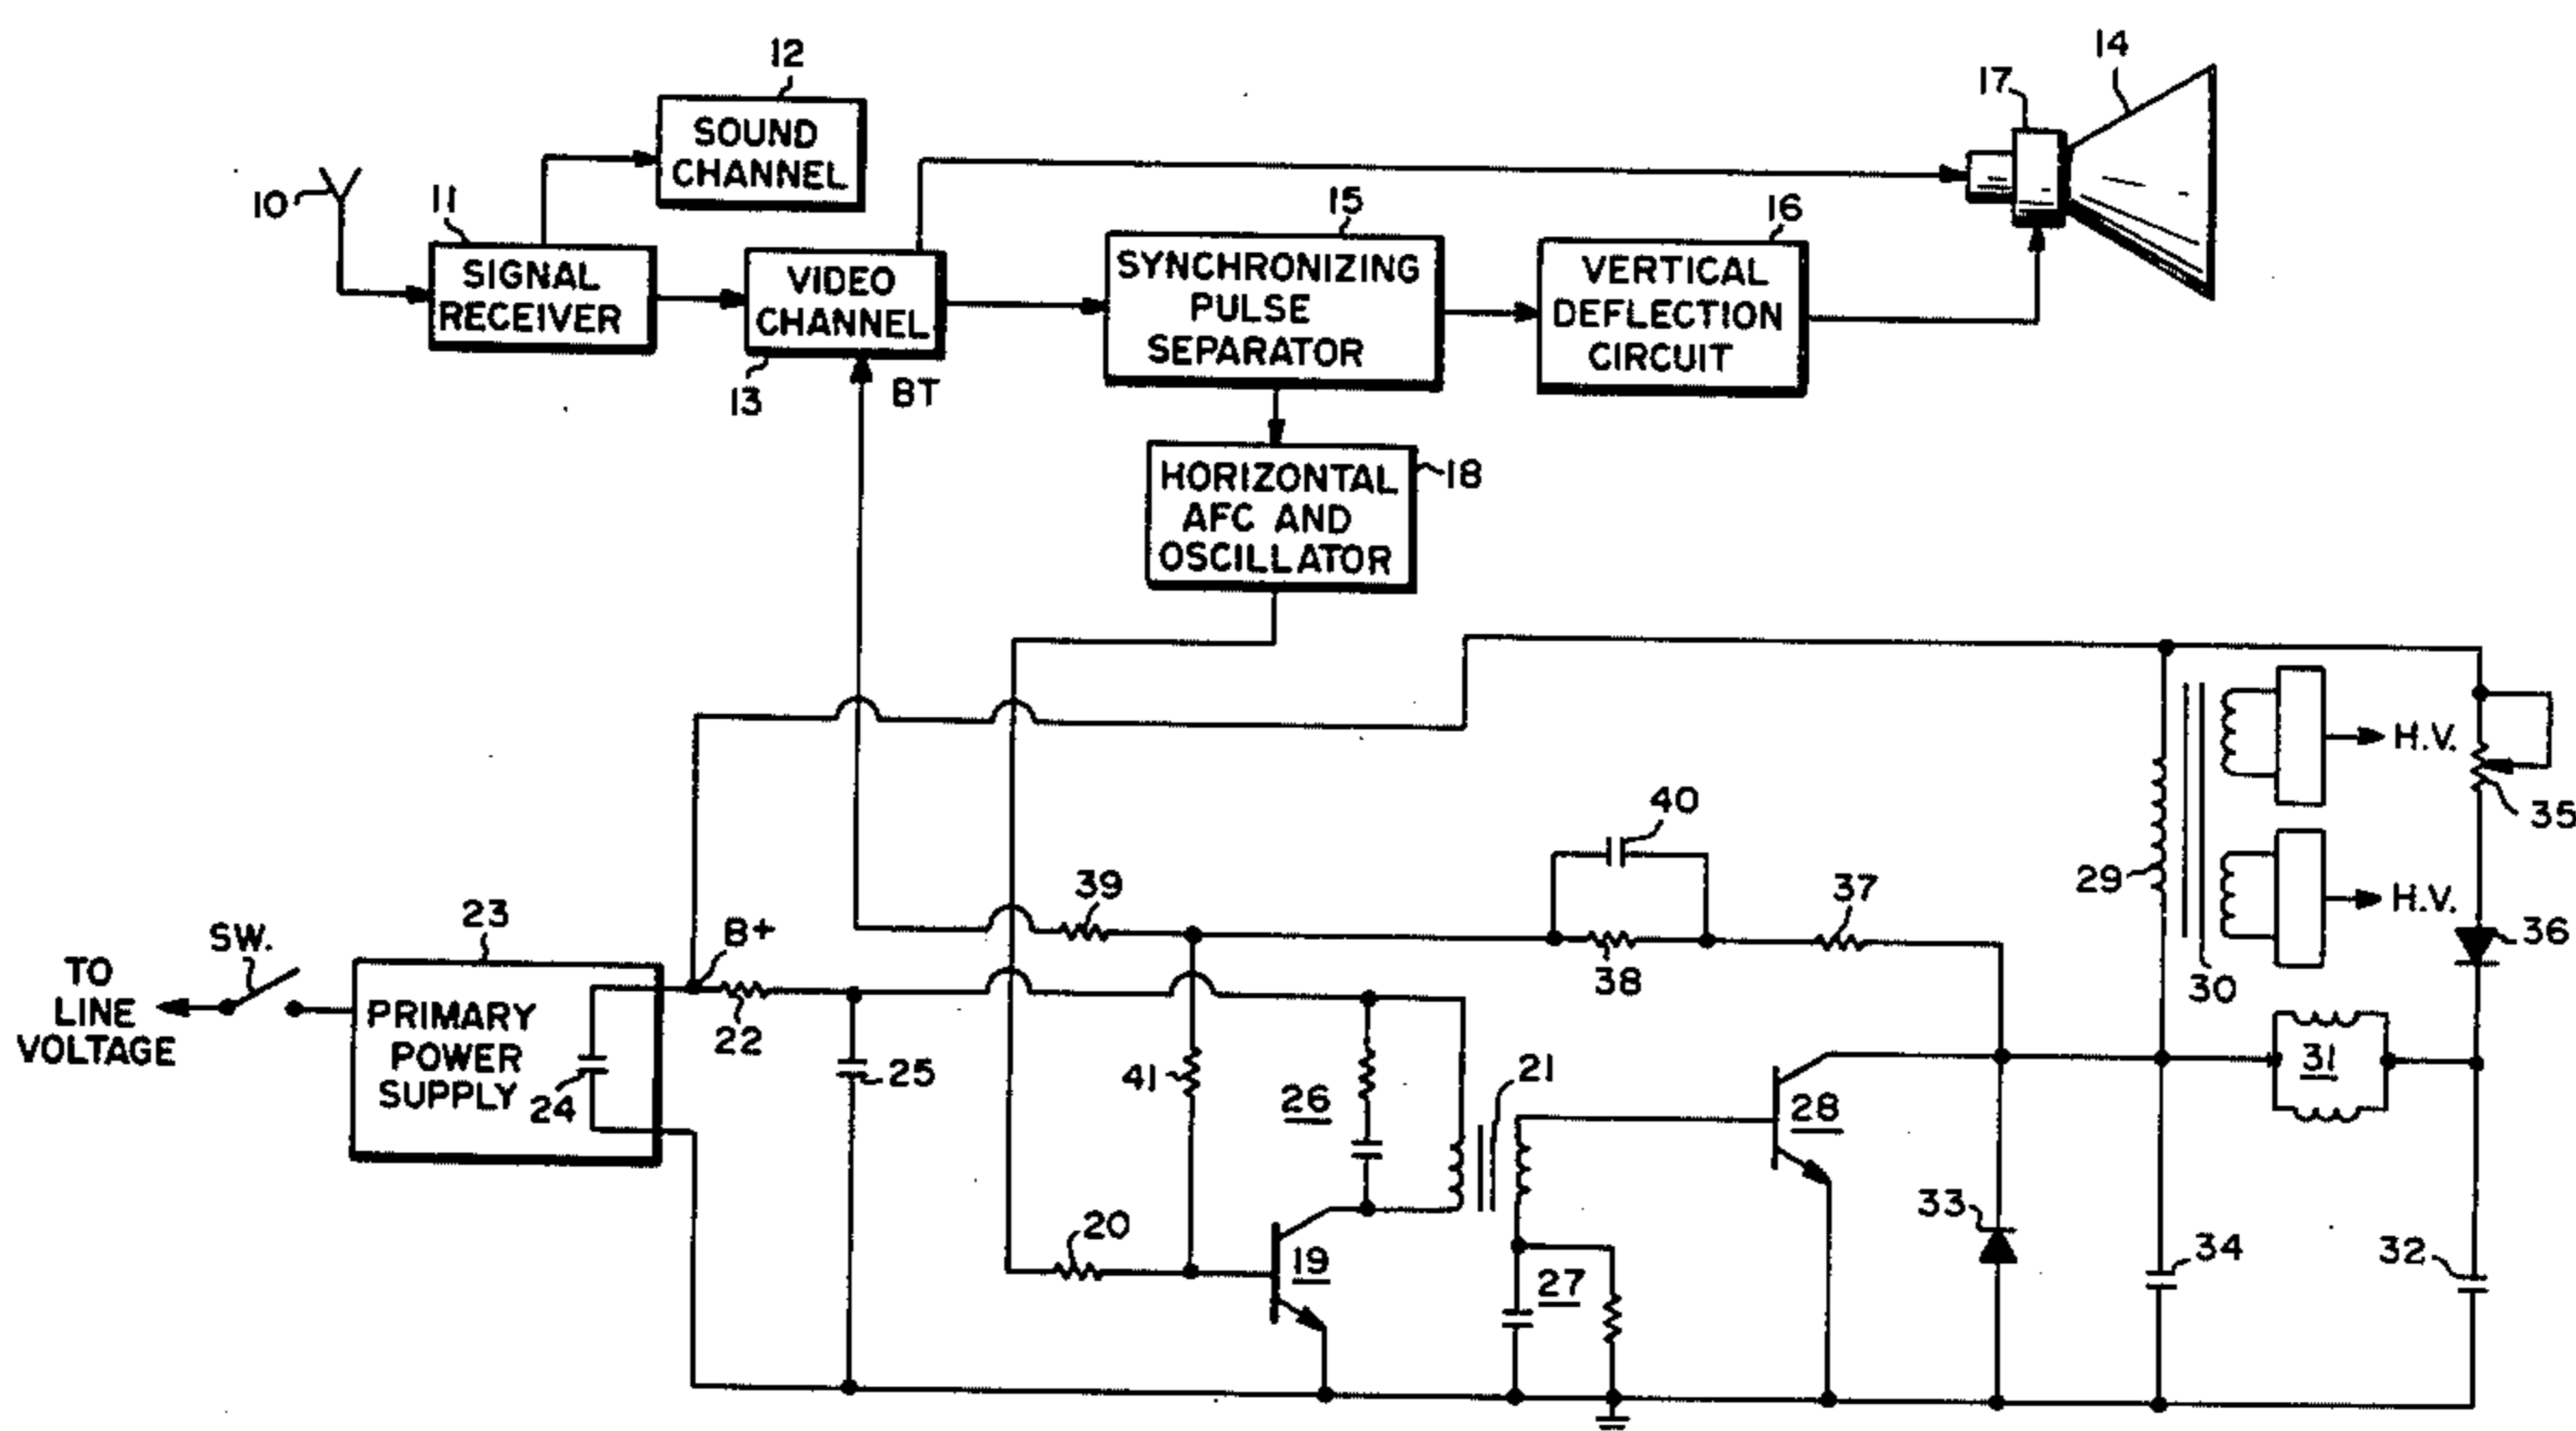 12
14
17
SOUND
CHANNEL
10
11
15
16
SIGNAL
RECEIVER
VIDEO
CHANNEL
SYNCHRONIZING
PULSE
SEPARATOR
VERTICAL
DEFLECTION
CIRCUIT
13
BT
HORIZONTAL
AFC AND
OSCILLATOR
18
H.V.
35
40
39
37
29
H.V.
23
B+
SW.
38
30
36
TO
LINE
VOLTAGE
PRIMARY
POWER
SUPPLY
24
22
25
41
26
21
28
31
20
19
27
33
34
32